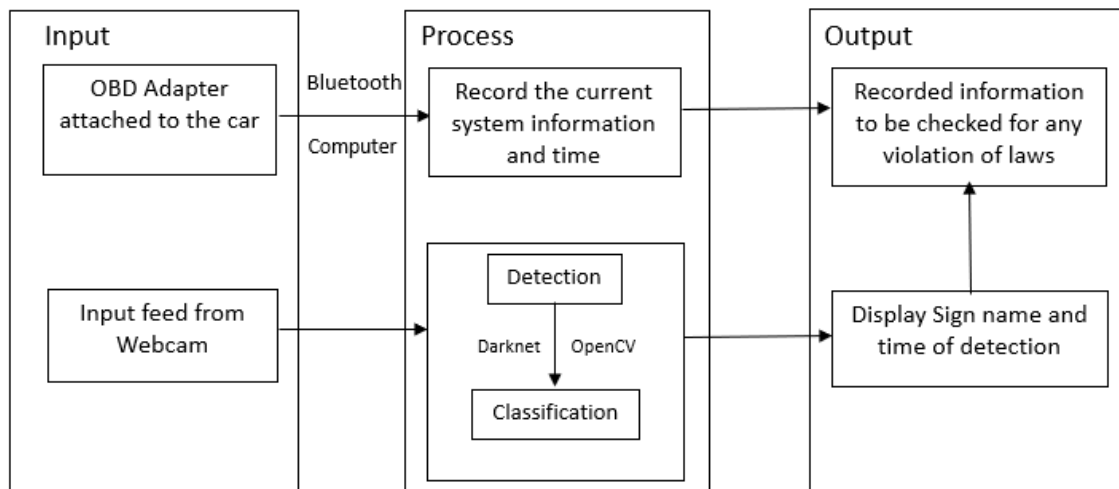 Input
OBD Adapter
attached to the car
Bluetooth
Computer
Process
Record the current
system information
and time
Output
Recorded information
to be checked for any
violation of laws
Input feed from
Webcam
Detection
Darknet OpenCV
Classification
Display Sign name and
time of detection